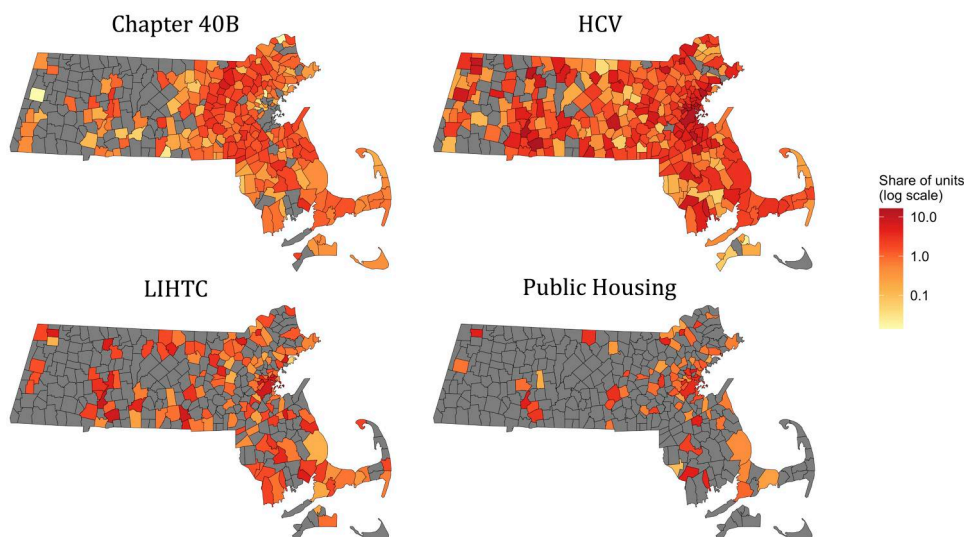 Chapter 40B
HCV
Share of units
(log scale)
10.0
1.0
0.1
LIHTC
Public Housing